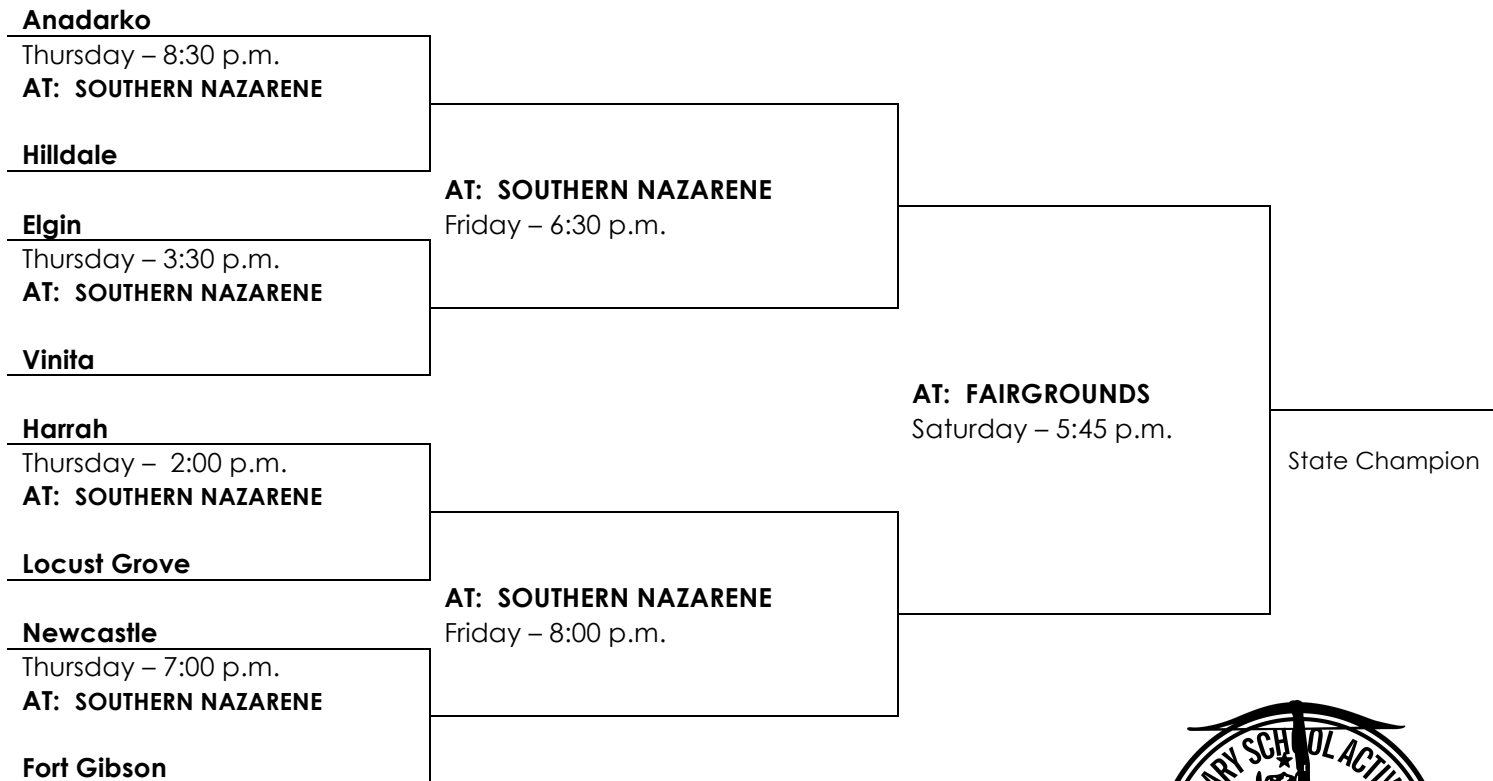 Anadarko
Thursday – 8:30 p.m.
AT: SOUTHERN NAZARENE
Hilldale
AT: SOUTHERN NAZARENE
Friday – 6:30 p.m.
Elgin
Thursday – 3:30 p.m.
AT: SOUTHERN NAZARENE
Vinita
AT: FAIRGROUNDS
Saturday – 5:45 p.m.
State Champion
Harrah
Thursday – 2:00 p.m.
AT: SOUTHERN NAZARENE
Locust Grove
AT: SOUTHERN NAZARENE
Friday – 8:00 p.m.
Newcastle
Thursday – 7:00 p.m.
AT: SOUTHERN NAZARENE
Fort Gibson
SCHOOL